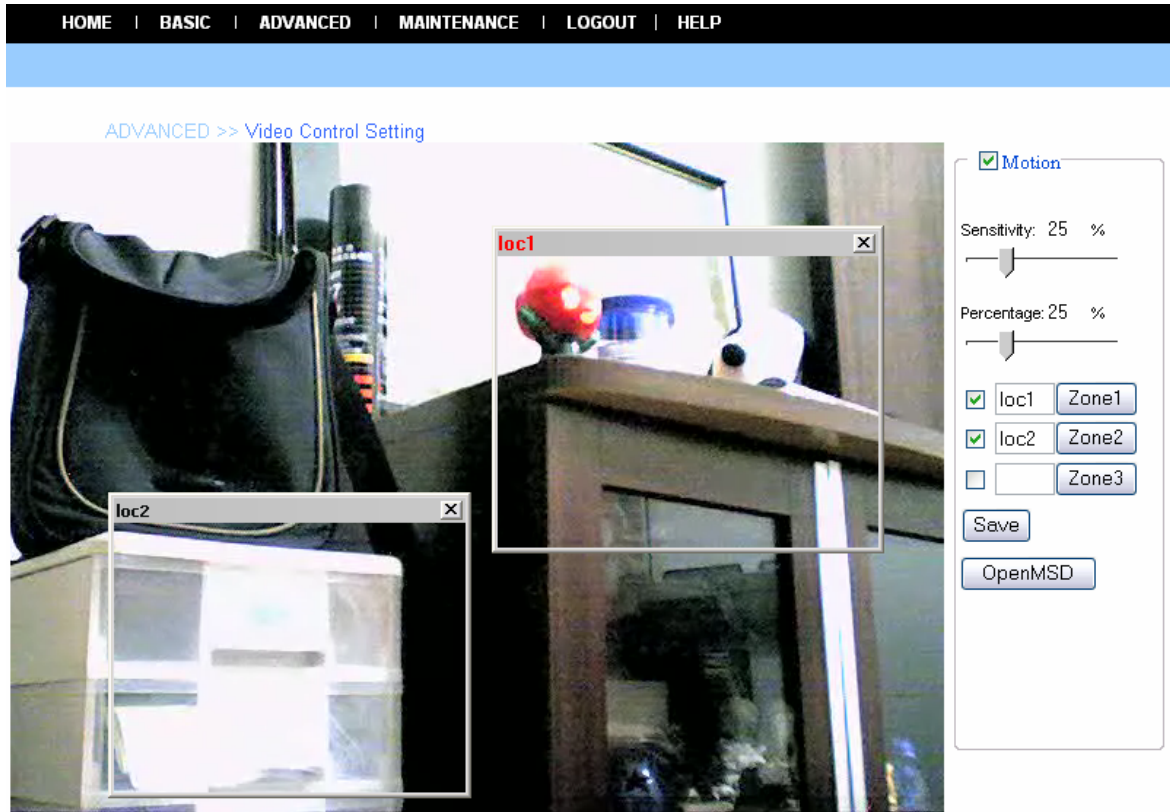 HOME | BASIC | ADVANCED | MAINTENANCE | LOGOUT | HELP
ADVANCED >> Video Control Setting
Motion
loc1
Sensitivity: 25 %
Percentage: 25 %
loc1 Zone1
loc2 Zone2
Zone3
loc2
Save
OpenMSD